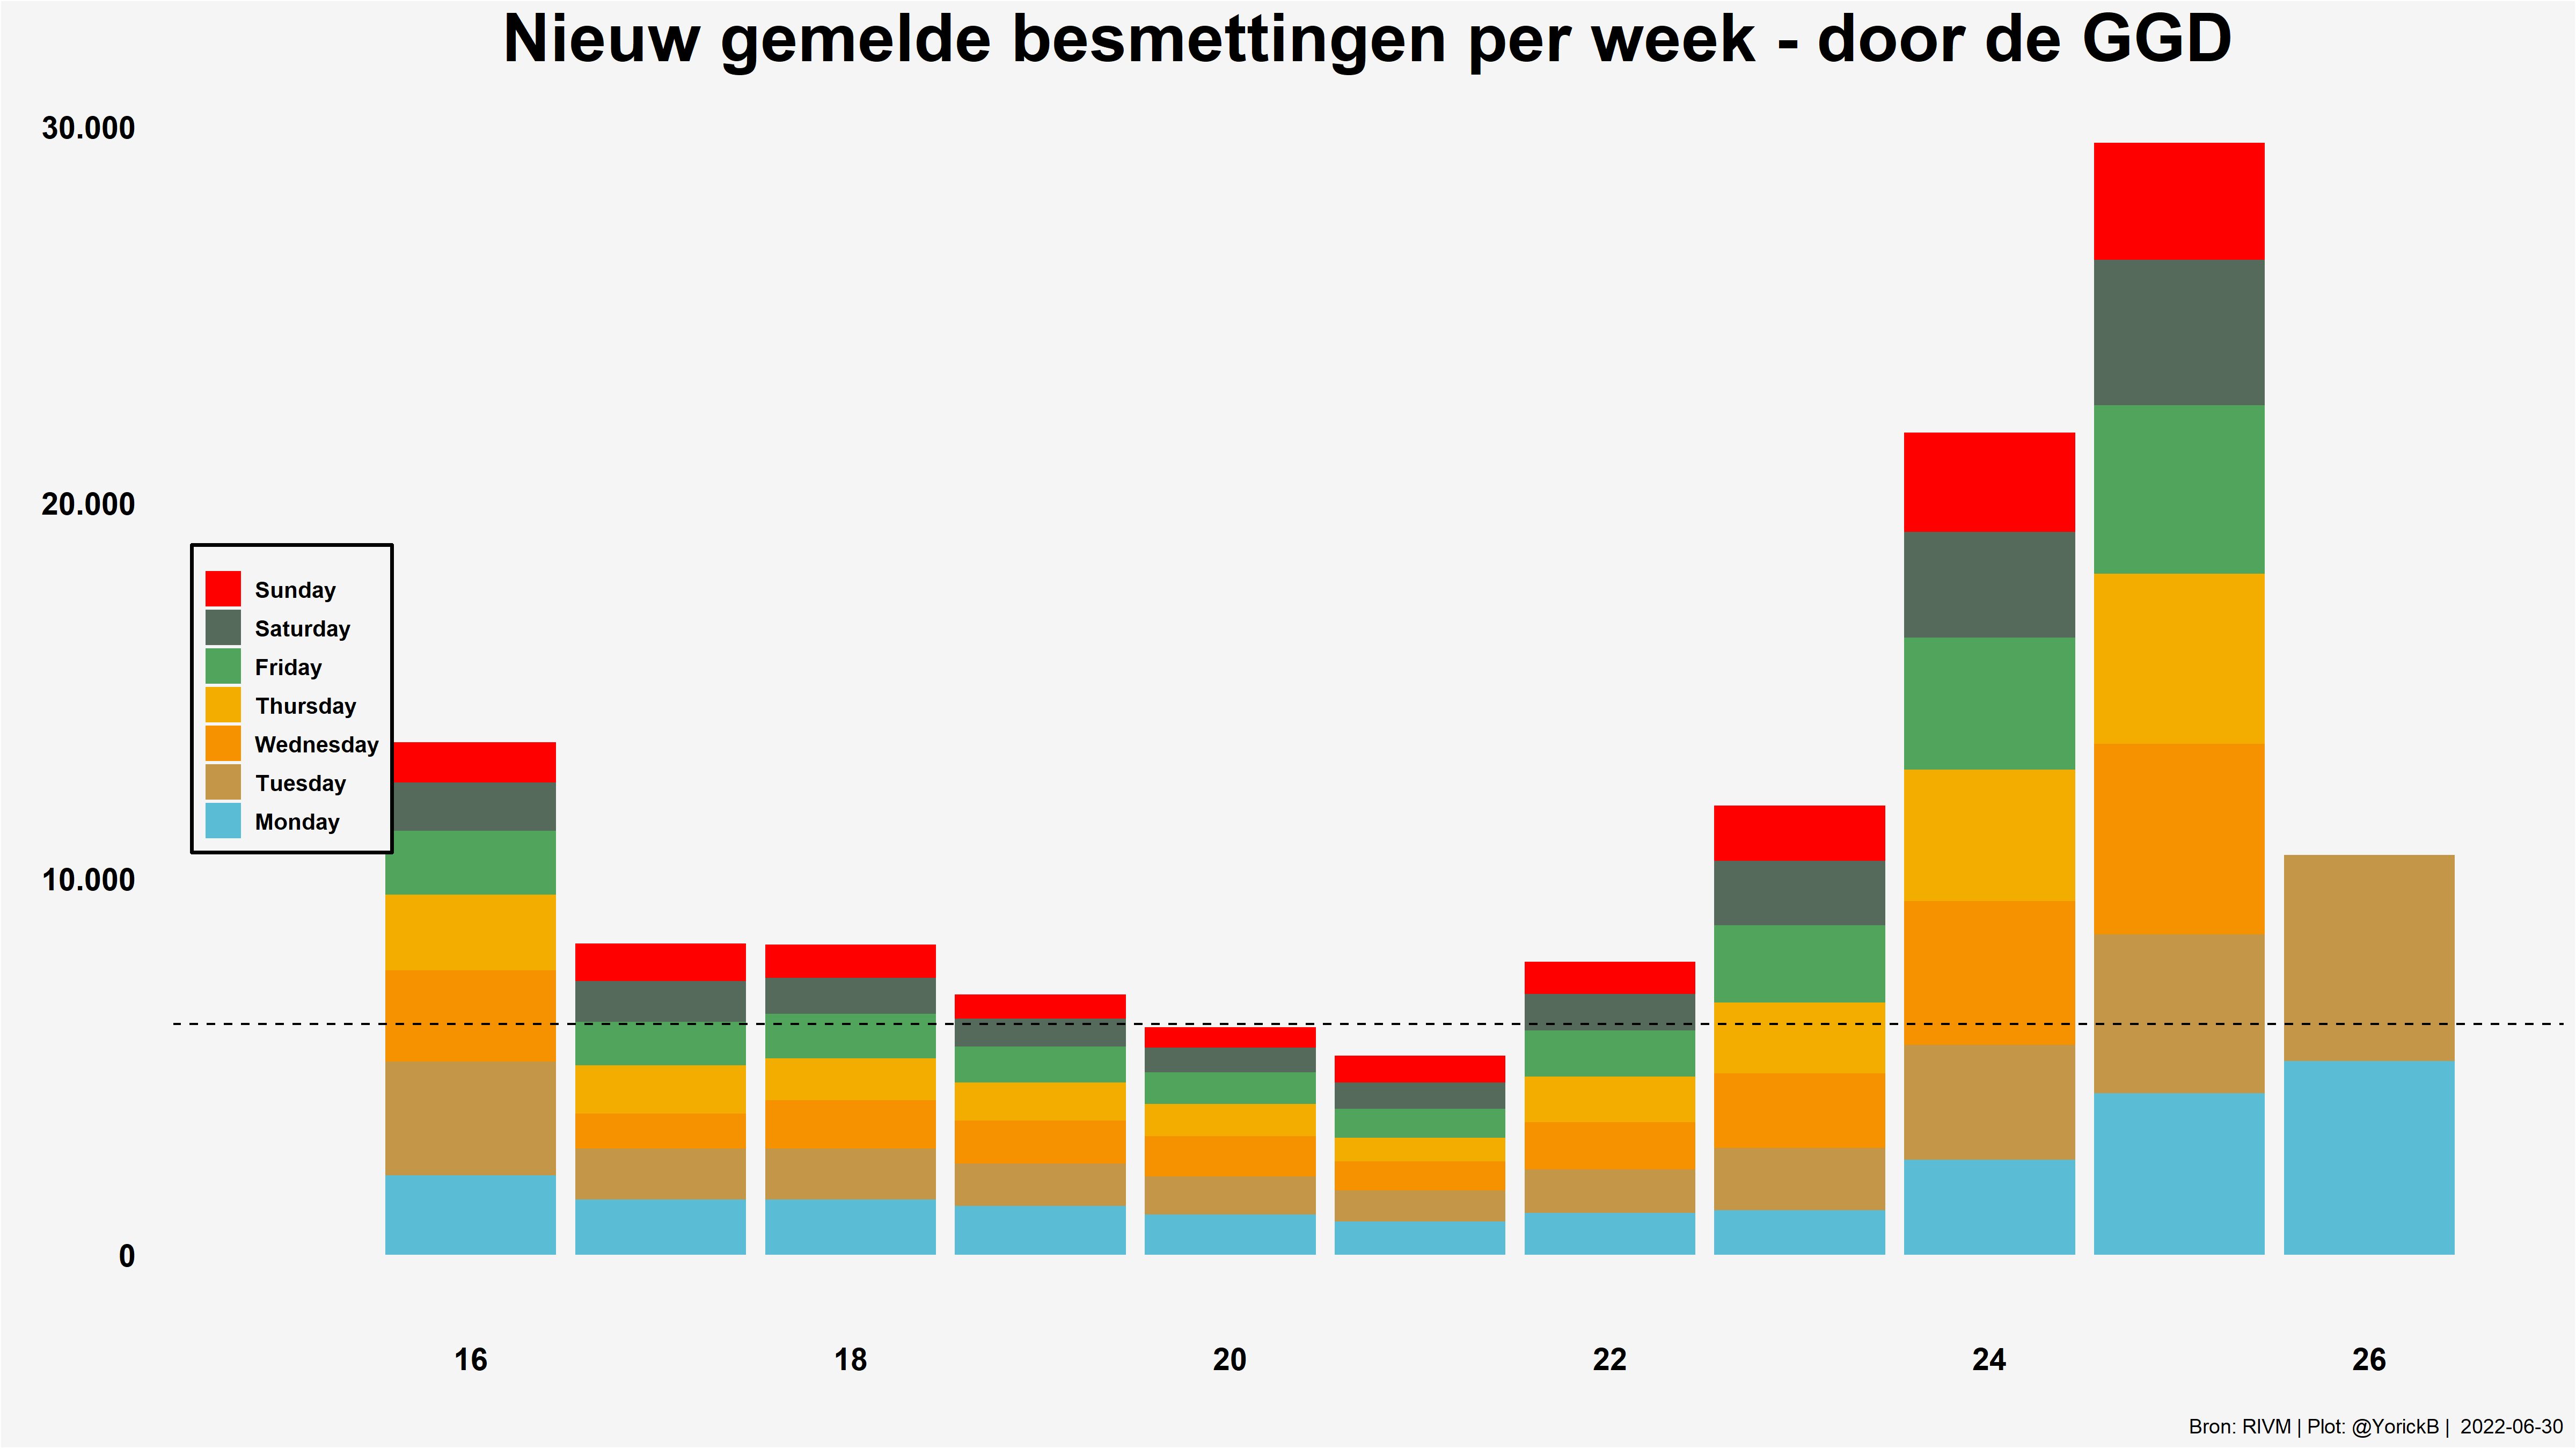 Nieuw gemelde besmettingen per week - door de GGD
30.000
20.000
10.000
0
Sunday
Saturday
Friday
Thursday
Wednesday
Tuesday
Monday
16 18 20 22 24 26
Bron: RIVM | Plot: @YorickB | 2022-06-30